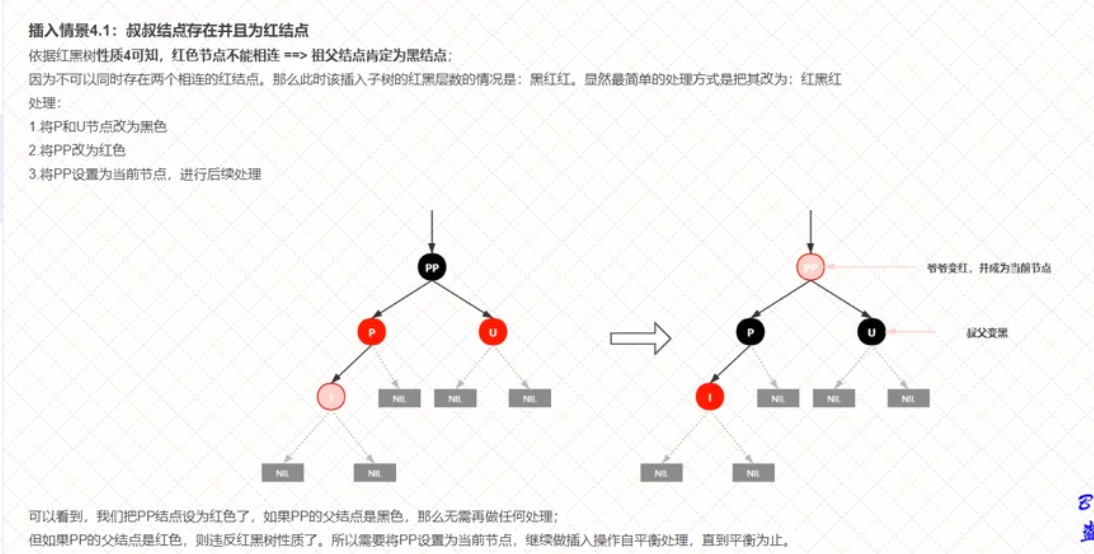 插入情景4.1：叔叔结点存在并且为红结点
依据红黑树性质4可知，红色节点不能相连 ==> 祖父结点肯定为黑结点；
因为不可以同时存在两个相连的红结点。那么此时该插入子树的红黑层数的情况是：黑红红。显然最简单的处理方式是把其改为：红黑红
处理：
1.将P和U节点改为黑色
2.将PP改为红色
3.将PP设置为当前节点，进行后续处理
PP
PP
爷爷变红，并成为当前节点
P
U
P
U
叔父变黑
I
NIL
NIL
NIL
I
NIL
NIL
NIL
NIL
NIL
NIL
NIL
可以看到，我们把PP结点设为红色了，如果PP的父结点是黑色，那么无需再做任何处理；
但如果PP的父结点是红色，则违反红黑树性质了。所以需要将PP设置为当前节点，继续做插入操作自平衡处理，直到平衡为止。
B